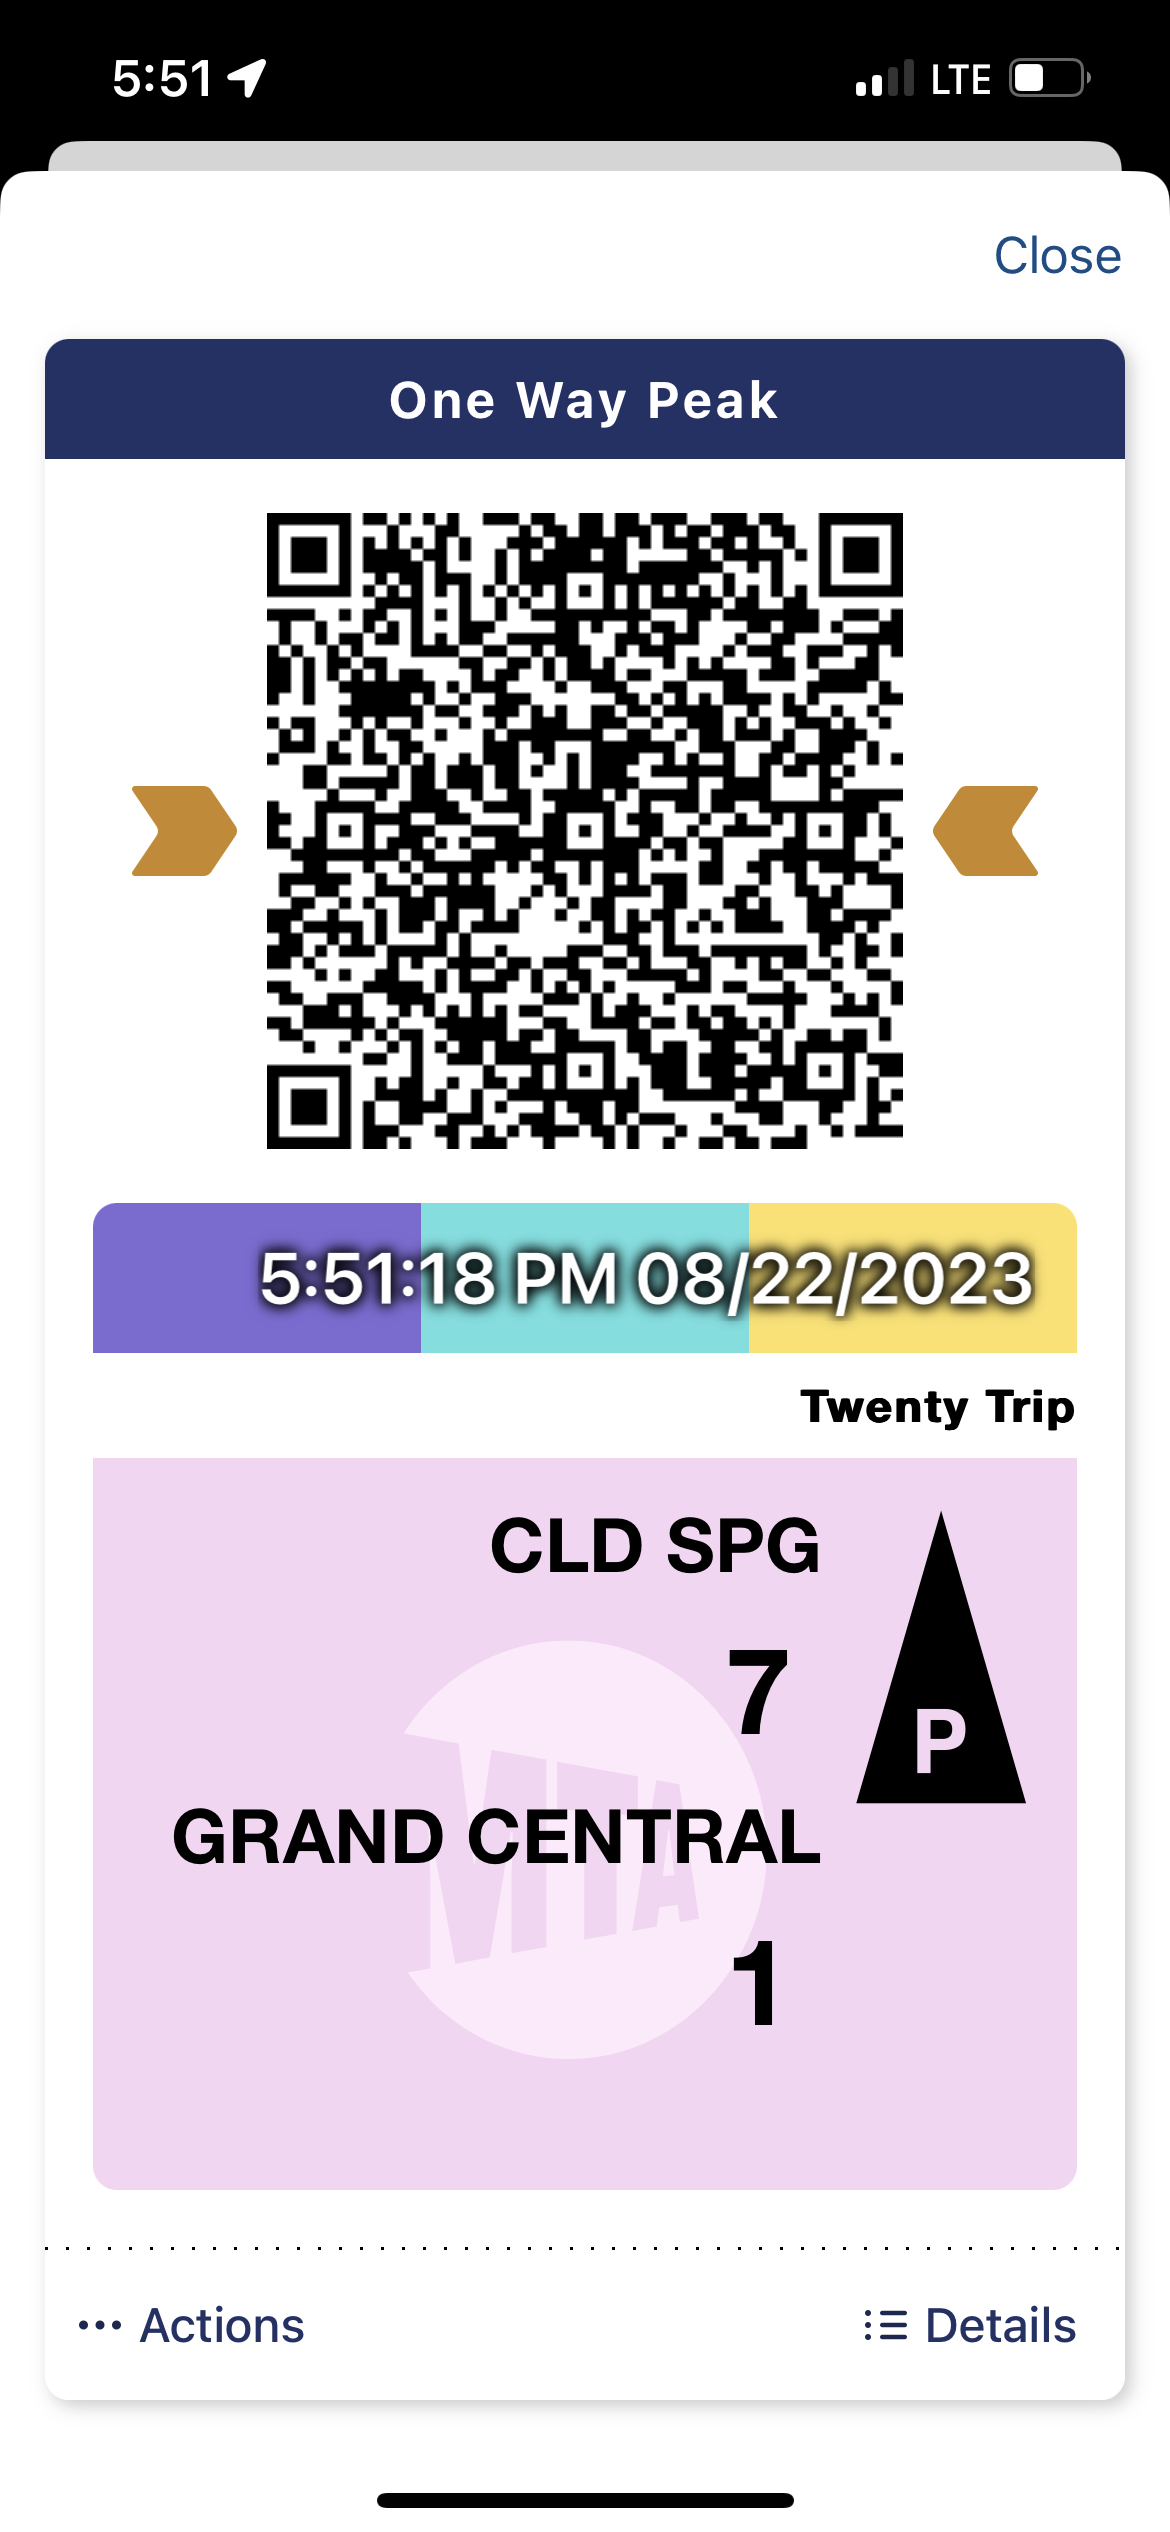 5:51 LTE
Close
One Way Peak
5:51:18 PM 08/22/2023
Twenty Trip
CLD SPG
7
P
GRAND CENTRAL
MTA
1
Actions
Details